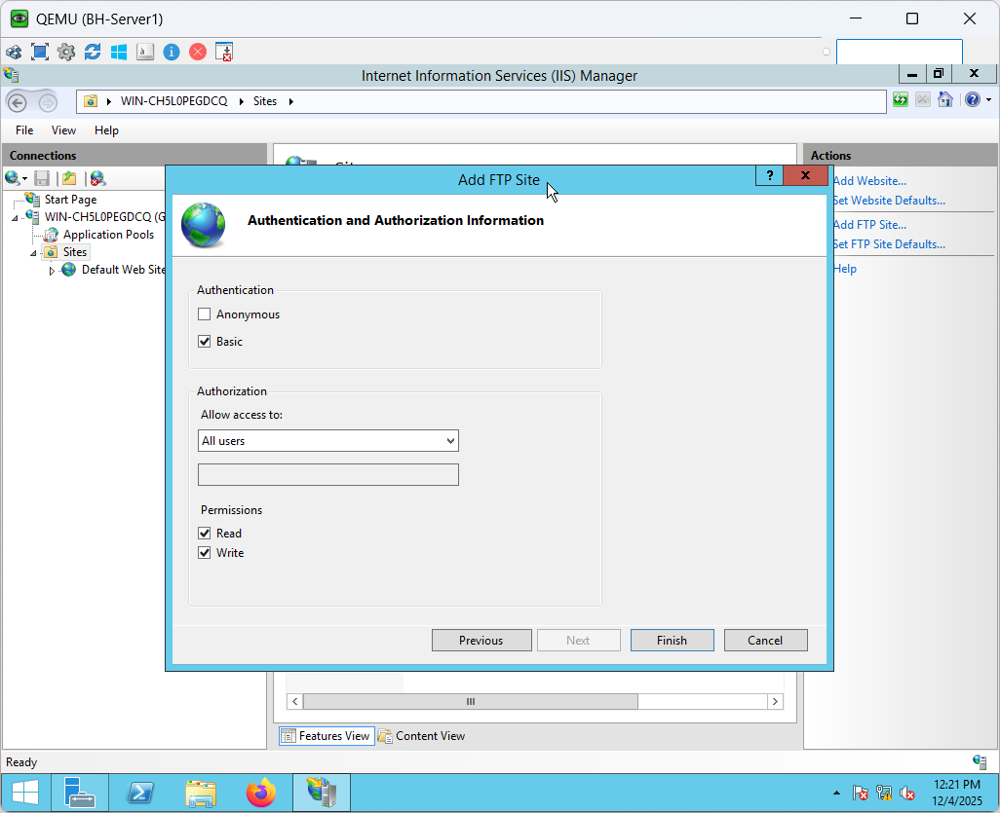 QEMU (BH-Server1)
Internet Information Services (IIS) Manager
WIN-CH5L0PEGDCQ
Sites
File View Help
Connections
Start Page
WIN-CH5L0PEGDCQ (G
Application Pools
Sites
Default Web Site
Add FTP Site
?
X
Authentication and Authorization Information
Authentication
Anonymous
Basic
Authorization
Allow access to:
All users
Permissions
Read
Write
Previous
Next
Finish
Cancel
Actions
Add Website...
Set Website Defaults...
Add FTP Site...
Set FTP Site Defaults...
Help
Features View
Content View
Ready
12:21 PM
12/4/2025